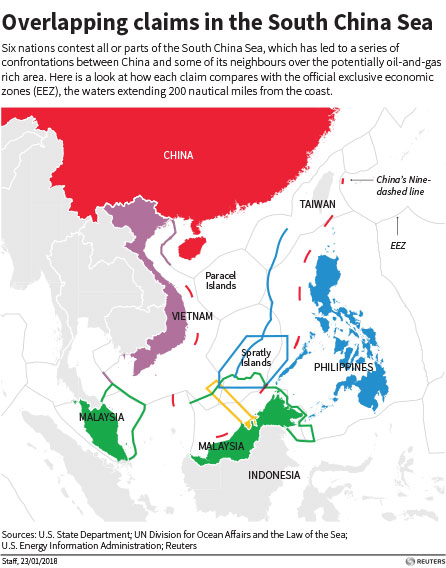 Overlapping claims in the South China Sea
Six nations contest all or parts of the South China Sea, which has led to a series of
confrontations between China and some of its neighbours over the potentially oil-and-gas
rich area. Here is a look at how each claim compares with the official exclusive economic
zones (EEZ), the waters extending 200 nautical miles from the coast.
CHINA
China's Nine-
dashed line
TAIWAN
EEZ
Paracel
Islands
VIETNAM
Spratly
Islands
PHILIPPINES
MALAYSIA
MALAYSIA
INDONESIA
Sources: U.S. State Department; UN Division for Ocean Affairs and the Law of the Sea;
U.S. Energy Information Administration; Reuters
Staff, 23/01/2018
REUTERS